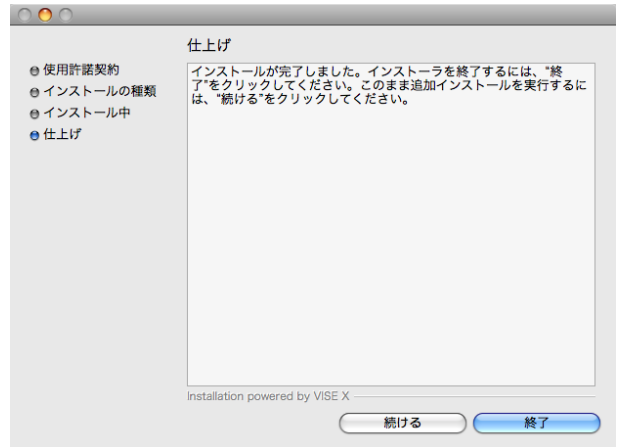 仕上げ
使用許諾契約
インストールの種類
インストール中
仕上げ
インストールが完了しました。インストーラを終了するには、“終
了”をクリックしてください。このまま追加インストールを実行するに
は、“続ける”をクリックしてください。
Installation powered by VISE X
続ける
終了